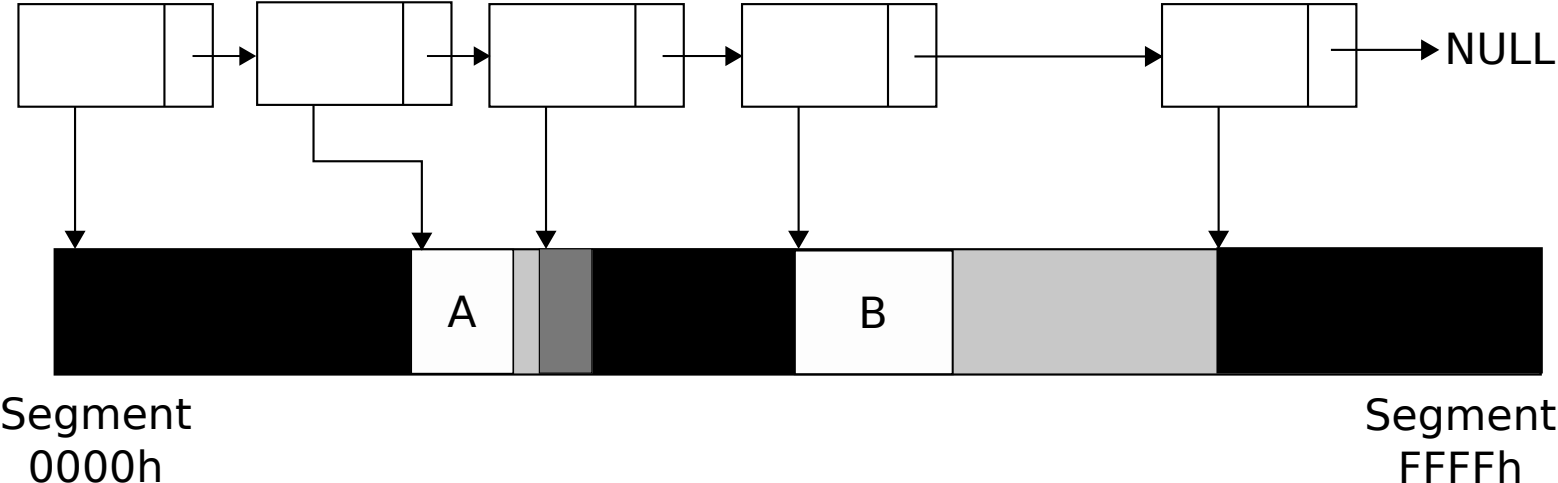 NULL
A
B
Segment
0000h
Segment
FFFFh